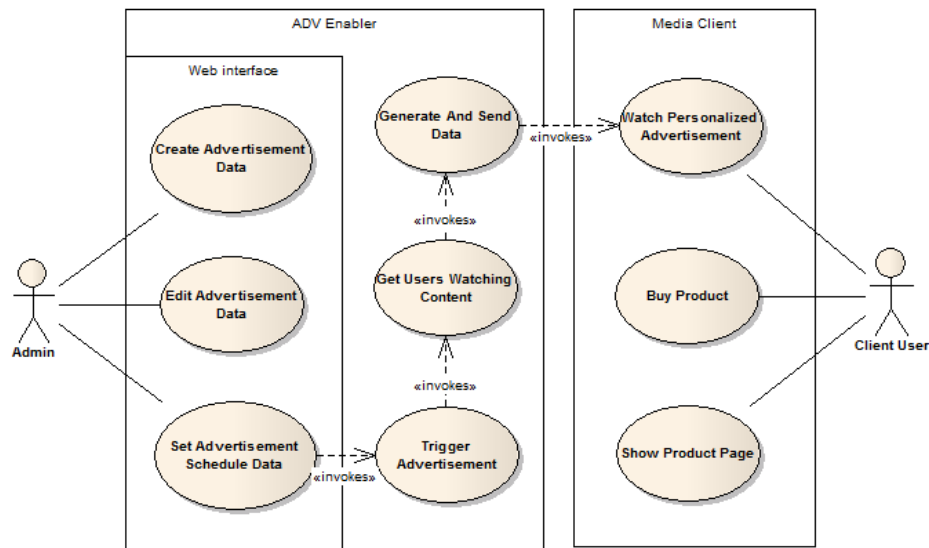 ADV Enabler
Media Client
Web interface
Create Advertisement
Data
Generate And Send
Data
«invokes»
Watch Personalized
Advertisement
«invokes»
Edit Advertisement
Data
Get Users Watching
Content
Buy Product
Admin
Client User
«invokes»
Set Advertisement
Schedule Data
«invokes»
Trigger
Advertisement
Show Product Page